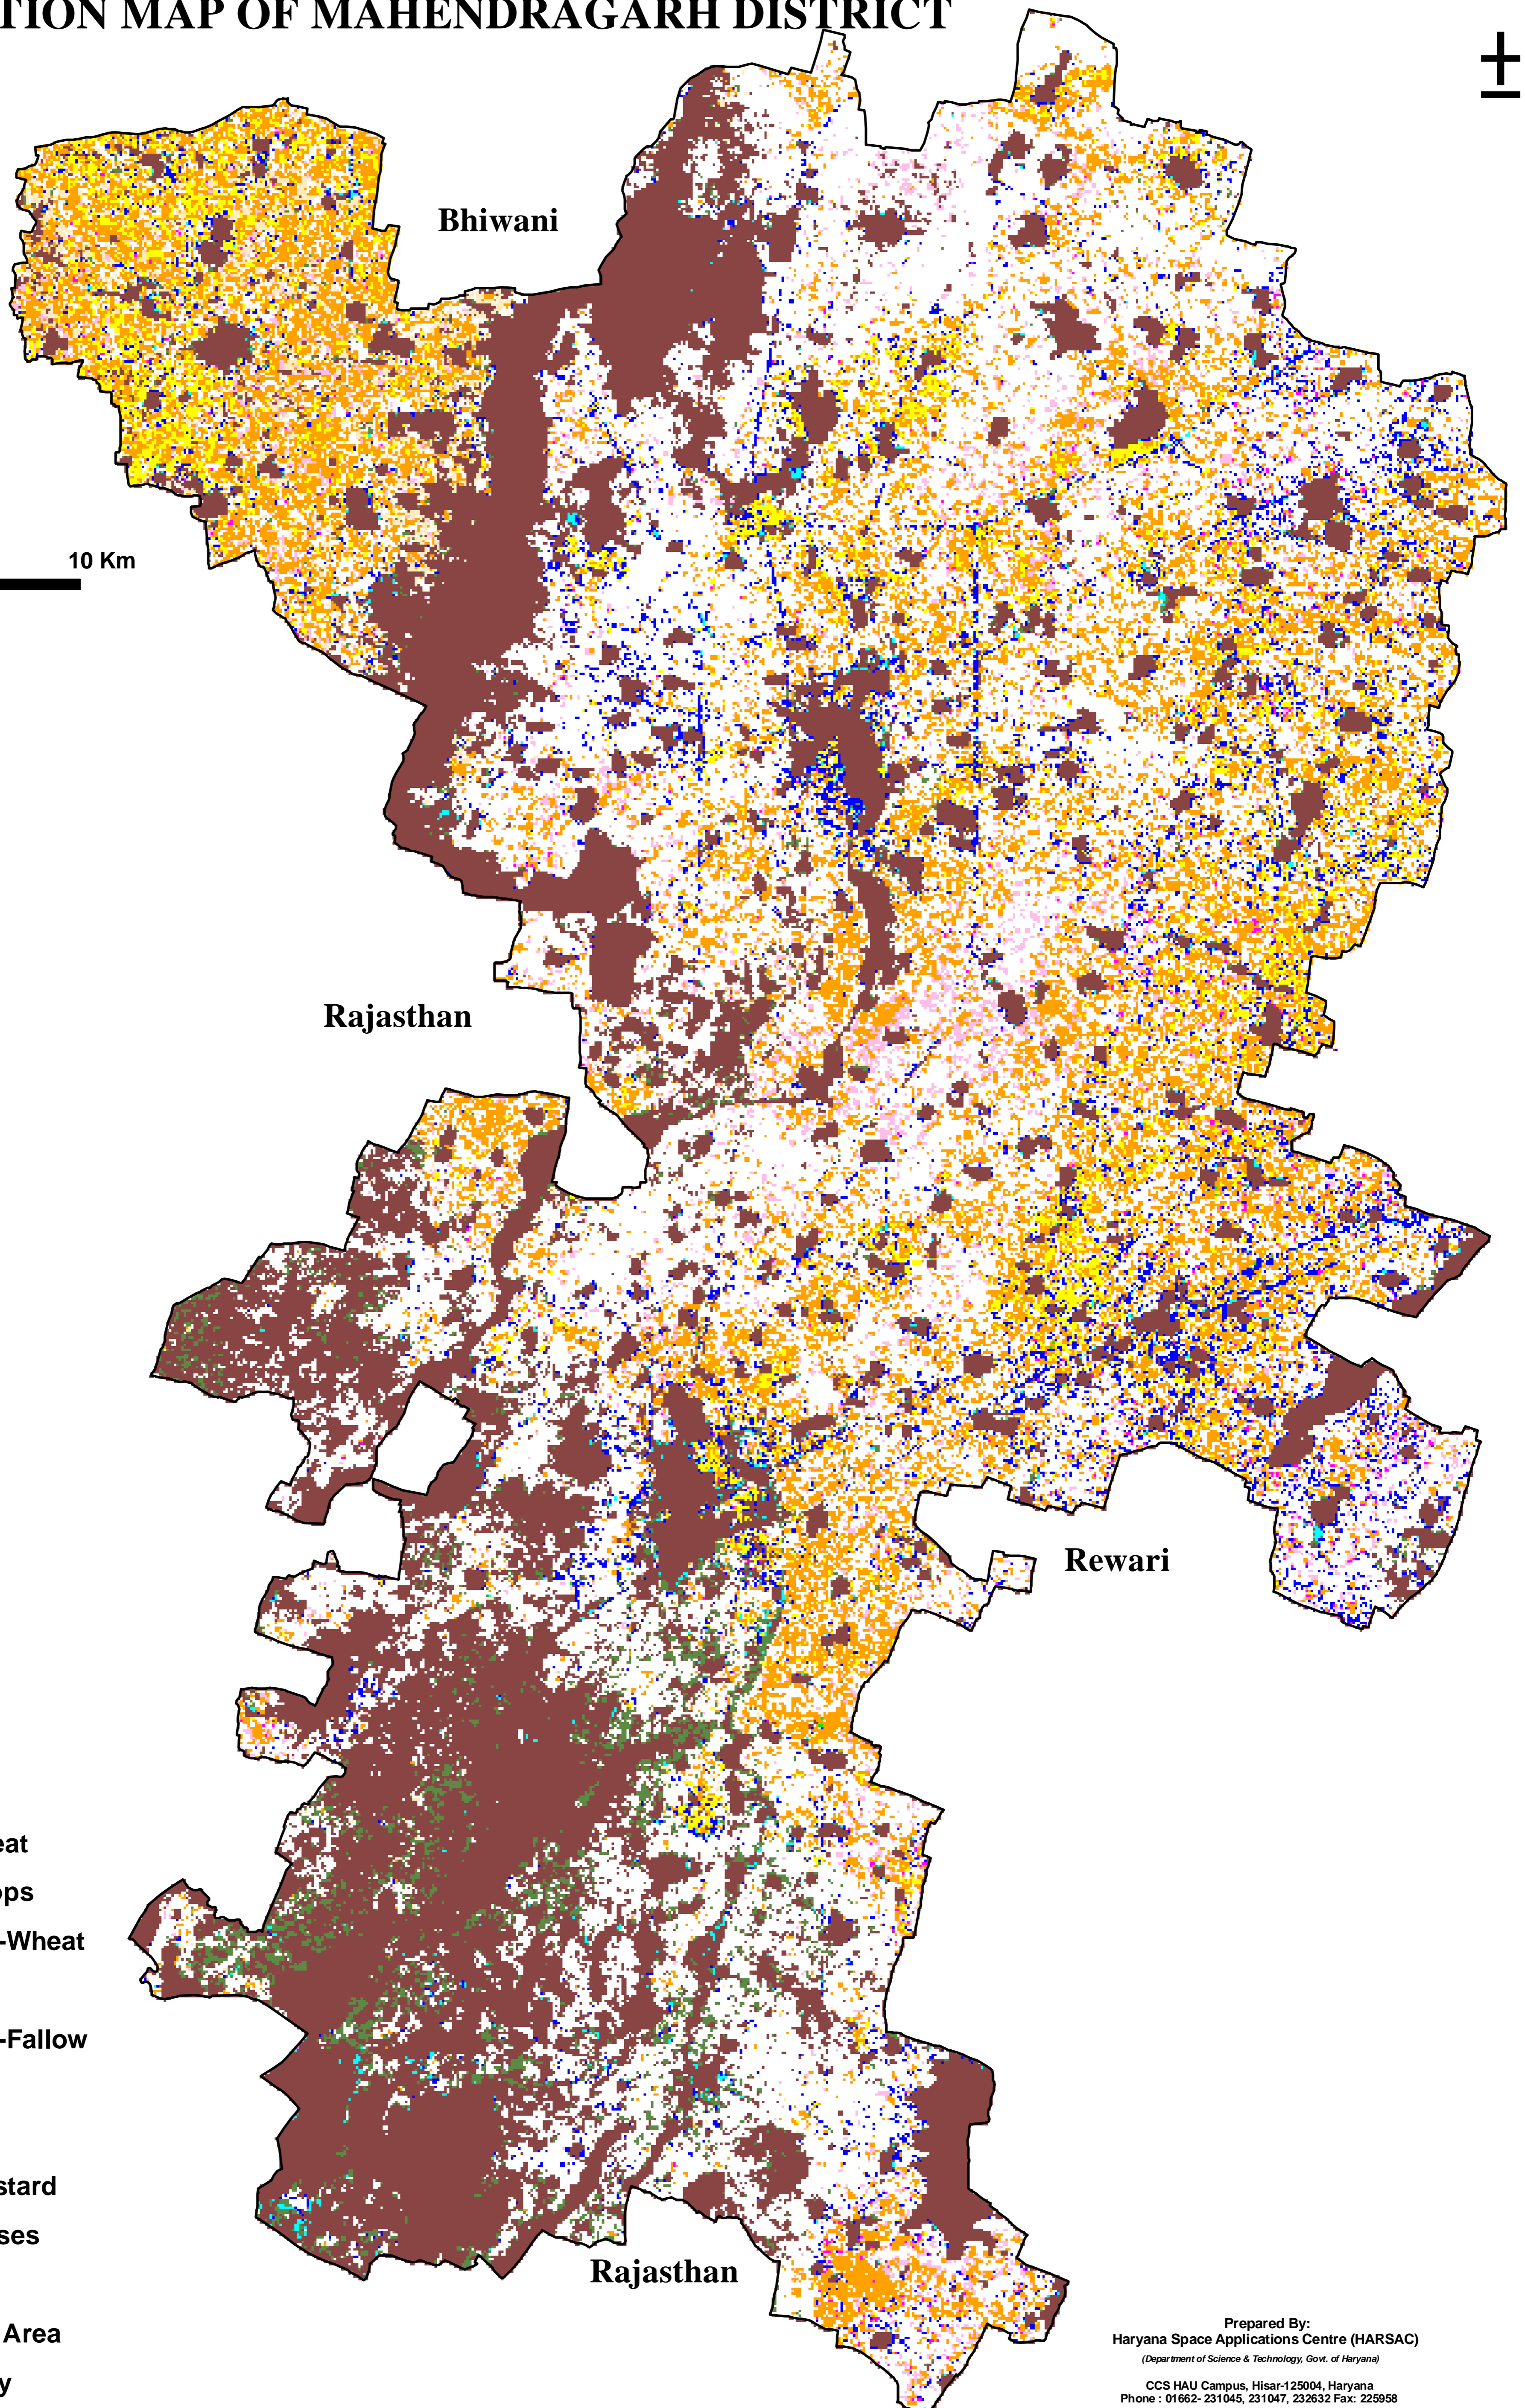 TION MAP OF MAHENDRAGARH DISTRICT
Bhiwani
10 Km
Rajasthan
Rewari
eat
ops
-Wheat
-Fallow
stard
ses
Area
y
Rajasthan
Prepared By:
Haryana Space Applications Centre (HARSAC)
(Department of Science & Technology, Govt. of Haryana)
CCS HAU Campus, Hisar-125004, Haryana
Phone : 01662- 231045, 231047, 232632 Fax: 225958